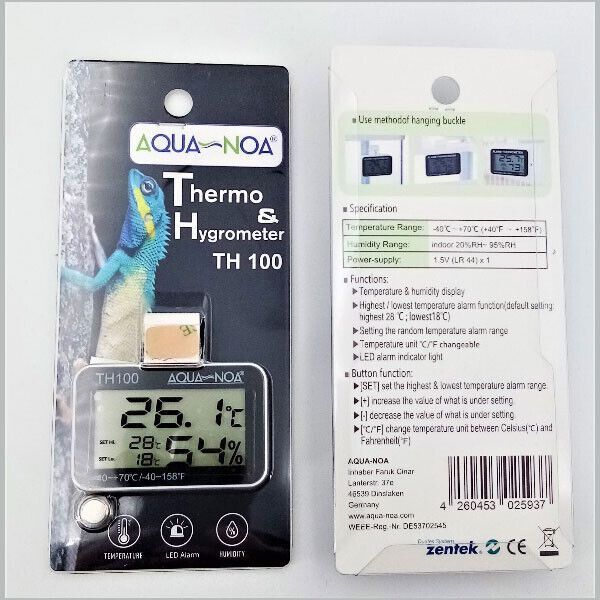 AQUA~NOA®
Thermo
&
Hygrometer
TH 100
CE
TH100 AQUA~NOA
26.1°C
SET Hi. 28°C
SET Lo. 18°C
54%
-40~+70°C/-40~158°F
TEMPERATURE LED Alarm HUMIDITY
■ Use methodof hanging buckle
■ Specification
Temperature Range: -40℃ ~ +70℃ (+40°F ~ +158°F)
Humidity Range: indoor 20%RH~ 95%RH
Power-supply: 1.5V (LR 44) x 1
■ Functions:
▶Temperature & humidity display
▶Highest / lowest temperature alarm function(default setting:
highest 28 ℃ ; lowest18℃)
▶Setting the random temperature alarm range
▶Temperature unit ℃/°F changeable
▶LED alarm indicator light
■ Button function:
▶[SET] set the highest & lowest temperature alarm range.
▶[+] increase the value of what is under setting.
▶[-] decrease the value of what is under setting.
▶[℃/°F] change temperature unit between Celsius(℃) and
Fahrenheit(°F)
AQUA-NOA
Inhaber Faruk Cinar
Lanterstr. 37e
46539 Dinslaken
Germany
www.aqua-noa.com
WEEE-Reg.-Nr. DE53702545
4 260453 025937
Duales System
zentek CE